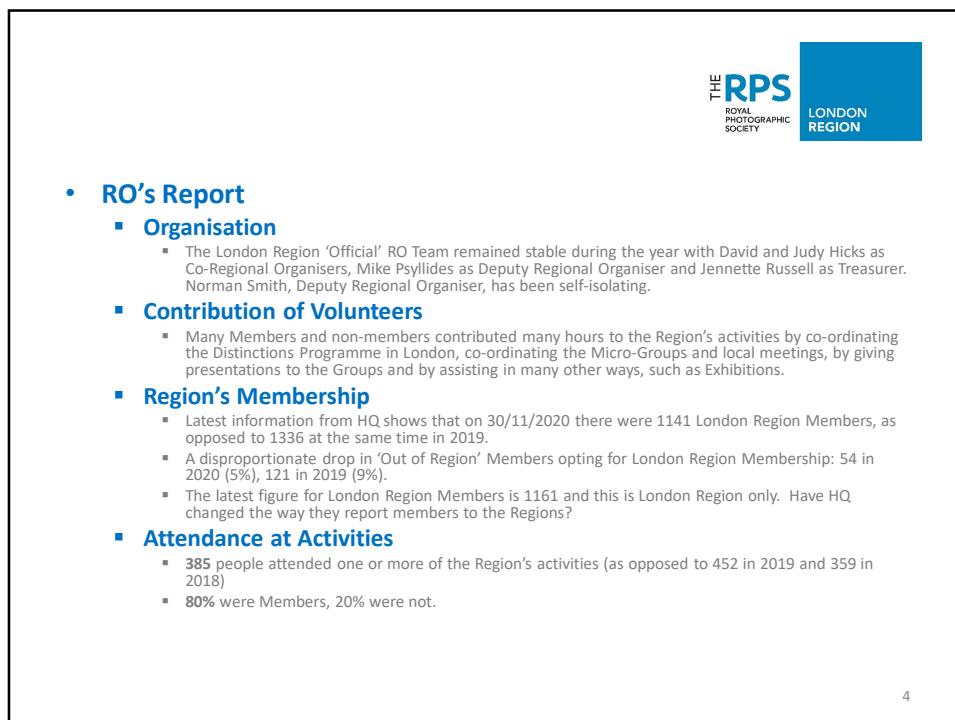 THE RPS
ROYAL
PHOTOGRAPHIC
SOCIETY
LONDON
REGION
• RO's Report
▪ Organisation
▪ The London Region 'Official' RO Team remained stable during the year with David and Judy Hicks as
Co-Regional Organisers, Mike Psyllides as Deputy Regional Organiser and Jennette Russell as Treasurer.
Norman Smith, Deputy Regional Organiser, has been self-isolating.
▪ Contribution of Volunteers
▪ Many Members and non-members contributed many hours to the Region's activities by co-ordinating
the Distinctions Programme in London, co-ordinating the Micro-Groups and local meetings, by giving
presentations to the Groups and by assisting in many other ways, such as Exhibitions.
▪ Region's Membership
▪ Latest information from HQ shows that on 30/11/2020 there were 1141 London Region Members, as
opposed to 1336 at the same time in 2019.
▪ A disproportionate drop in 'Out of Region' Members opting for London Region Membership: 54 in
2020 (5%), 121 in 2019 (9%).
▪ The latest figure for London Region Members is 1161 and this is London Region only. Have HQ
changed the way they report members to the Regions?
▪ Attendance at Activities
▪ 385 people attended one or more of the Region's activities (as opposed to 452 in 2019 and 359 in
2018)
▪ 80% were Members, 20% were not.
4